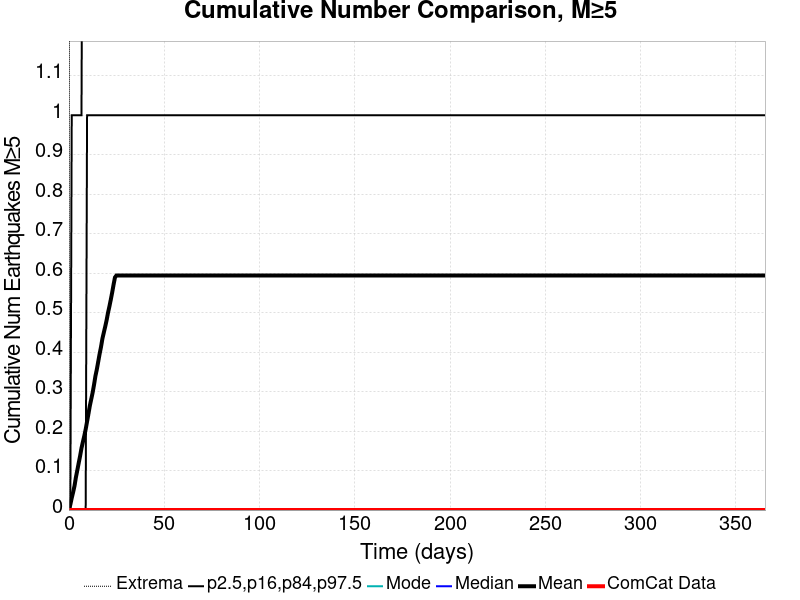 Cumulative Number Comparison, M≥5
Cumulative Num Earthquakes M≥5
1.1
1
0.9
0.8
0.7
0.6
0.5
0.4
0.3
0.2
0.1
0
0 50 100 150 200 250 300 350
Time (days)
Extrema p2.5,p16,p84,p97.5 Mode Median Mean ComCat Data